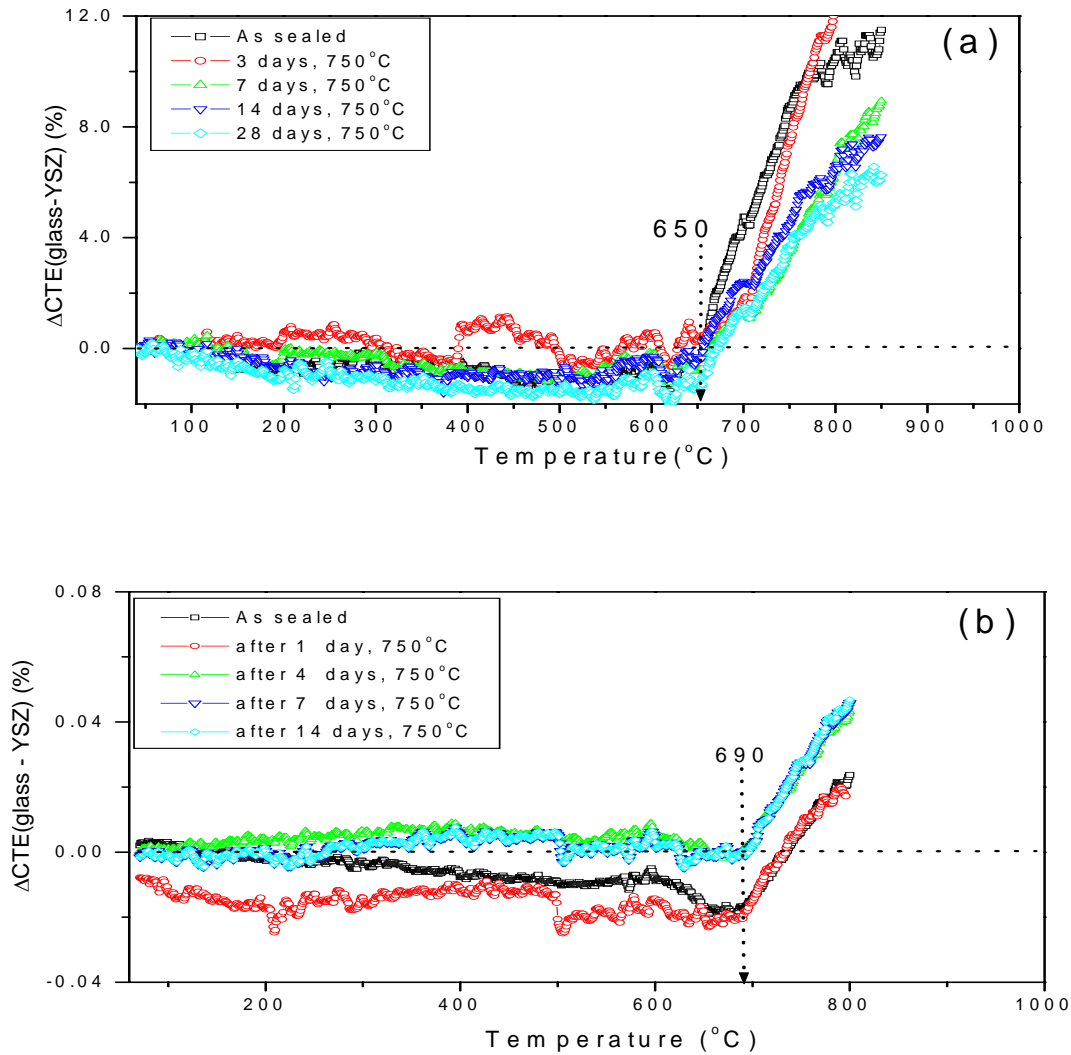 12.0
8.0
4.0
0.0
ΔCTE(glass-YSZ) (%)
As sealed
3 days, 750°C
7 days, 750°C
14 days, 750°C
28 days, 750°C
(a)
650
100 200 300 400 500 600 700 800 900 1000
Temperature(°C)
0.08
0.04
0.00
-0.04
ΔCTE(glass - YSZ) (%)
As sealed
after 1 day, 750°C
after 4 days, 750°C
after 7 days, 750°C
after 14 days, 750°C
(b)
690
200 400 600 800 1000
Temperature (°C)